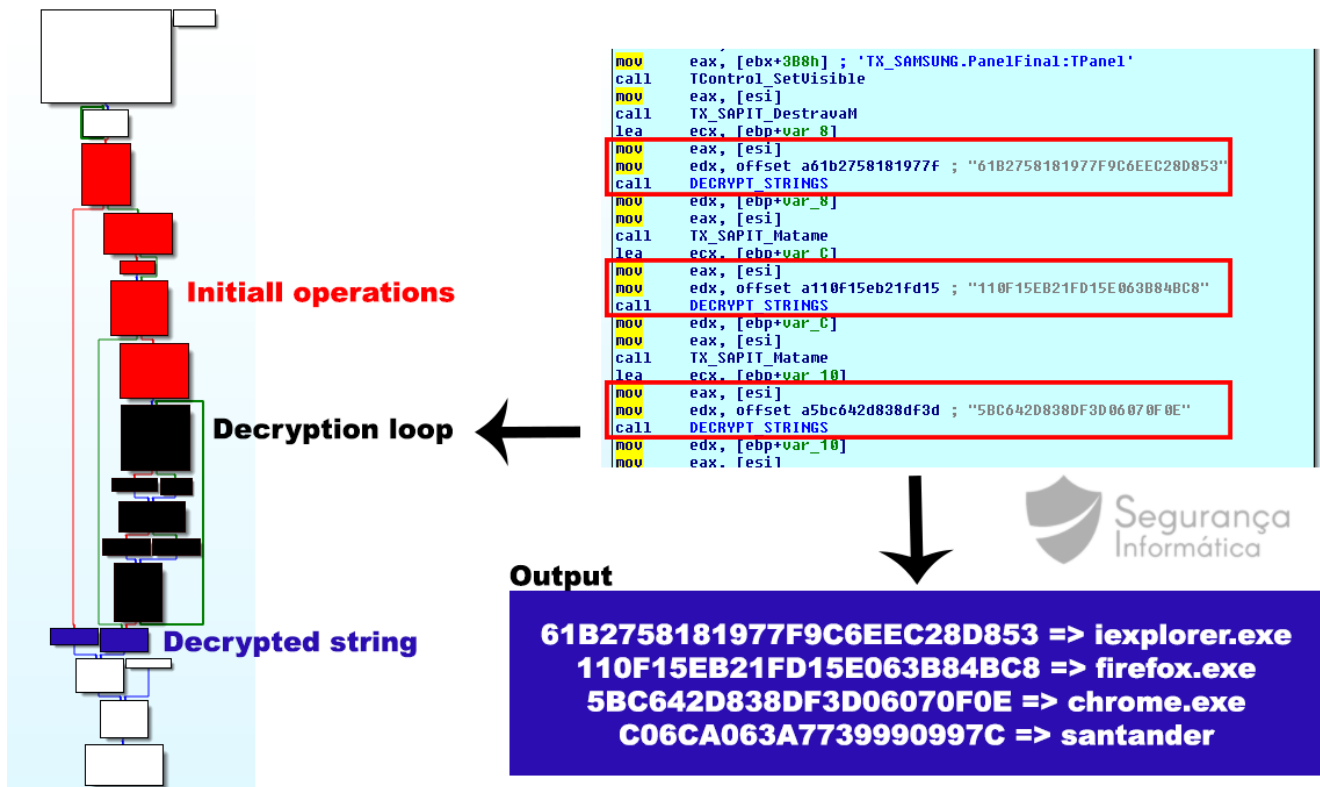 mov eax, [ebx+3B8h] ; 'TX_SAMSUNG.PanelFinal:TPanel'
call TControl_SetVisible
mov eax, [esi]
call TX_SAPIT_DestravaM
lea ecx, [ebp+var_8]
mov eax, [esi]
mov edx, offset a61b2758181977f ; "61B2758181977F9C6EEC28D853"
call DECRYPT_STRINGS
mov edx, [ebp+var_8]
mov eax, [esi]
call TX_SAPIT_Matame
lea ecx, [ebp+var_C]
mov eax, [esi]
mov edx, offset a110f15eb21fd15 ; "110F15EB21FD15E063B84BC8"
call DECRYPT_STRINGS
mov edx, [ebp+var_C]
mov eax, [esi]
call TX_SAPIT_Matame
lea ecx, [ebp+var_10]
mov eax, [esi]
mov edx, offset a5bc642d838df3d ; "5BC642D838DF3D06070F0E"
call DECRYPT_STRINGS
mov edx, [ebp+var_10]
mov eax, [esi]
Initiall operations
Decryption loop
Decrypted string
Segurança
Informática
Output
61B2758181977F9C6EEC28D853 => iexplorer.exe
110F15EB21FD15E063B84BC8 => firefox.exe
5BC642D838DF3D06070F0E => chrome.exe
C06CA063A7739990997C => santander